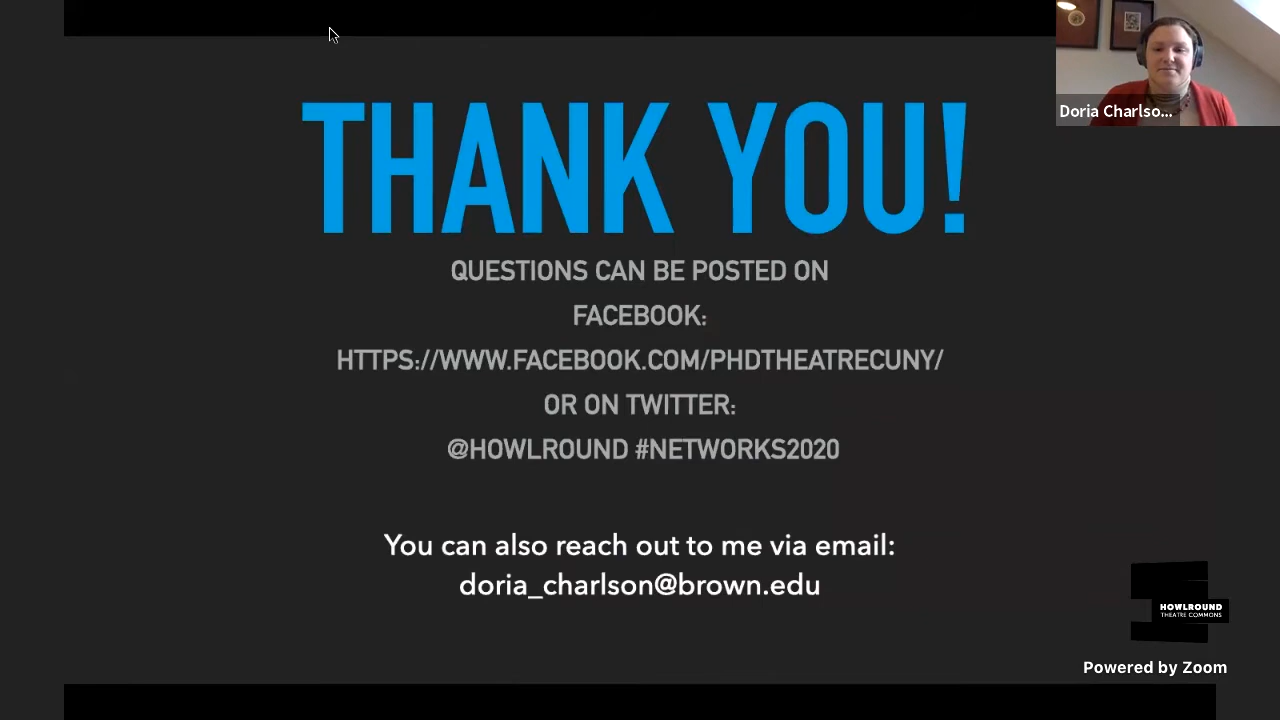 THANK YOU!
QUESTIONS CAN BE POSTED ON
FACEBOOK:
HTTPS://WWW.FACEBOOK.COM/PHDTHEATRECUNY/
OR ON TWITTER:
@HOWLROUND #NETWORKS2020
You can also reach out to me via email:
doria_charlson@brown.edu
Doria Charlso...
HOWLROUND
THEATRE COMMONS
Powered by Zoom